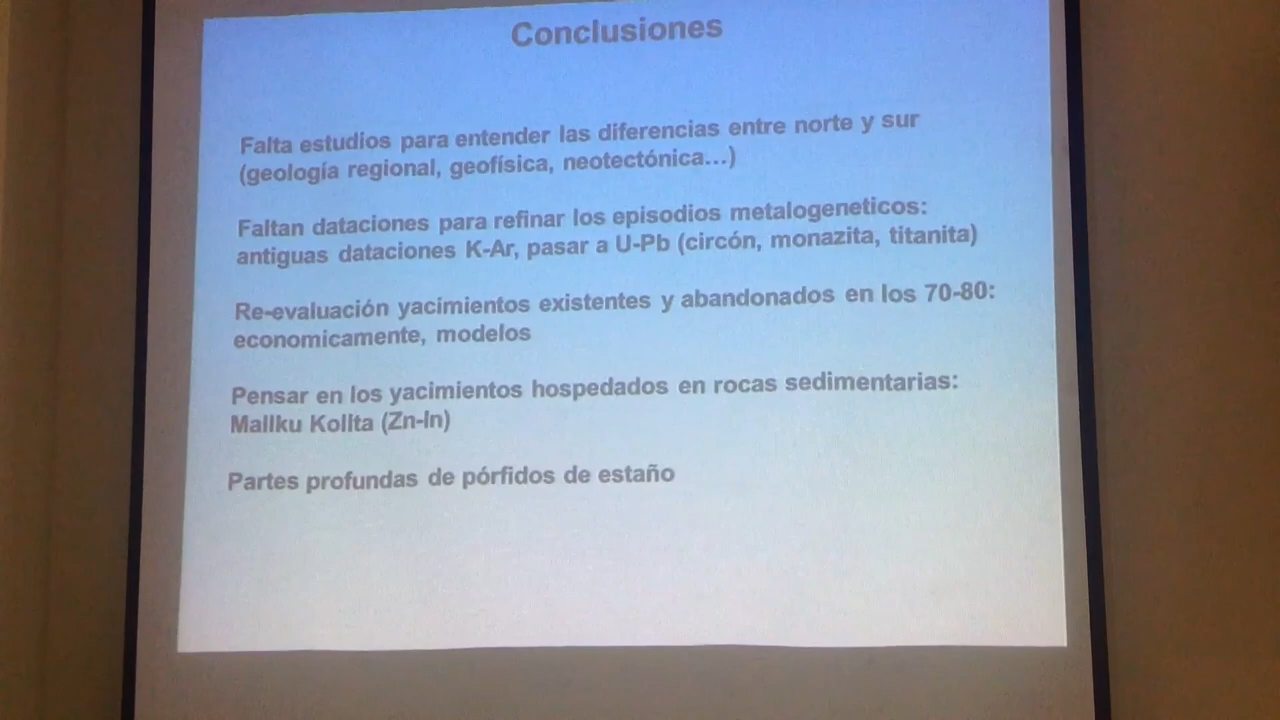 Conclusiones
Falta estudios para entender las diferencias entre norte y sur
(geología regional, geofísica, neotectónica...)
Faltan dataciones para refinar los episodios metalogeneticos:
antiguas dataciones K-Ar, pasar a U-Pb (circón, monazita, titanita)
Re-evaluación yacimientos existentes y abandonados en los 70-80:
economicamente, modelos
Pensar en los yacimientos hospedados en rocas sedimentarias:
Mallku Kollta (Zn-In)
Partes profundas de pórfidos de estaño